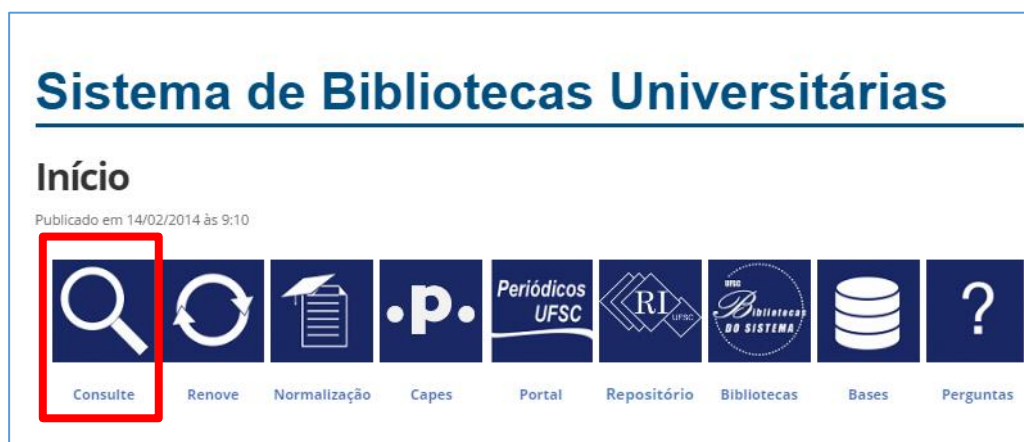 Sistema de Bibliotecas Universitárias
Início
Publicado em 14/02/2014 às 9:10
.p.
Periódicos
UFSC
RI
UFSC
UFSC
Bibliotecas
DO SISTEMA
?
Consulte Renove Normalização Capes Portal Repositório Bibliotecas Bases Perguntas